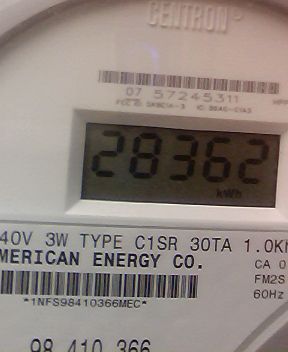 CENTRON®
07 57245311
28362
kWh
40V 3W TYPE C1SR 30TA 1.0K
MERICAN ENERGY CO.
CA 0
FM2S
60Hz
*1NFS98410366MEC*
98 410 366